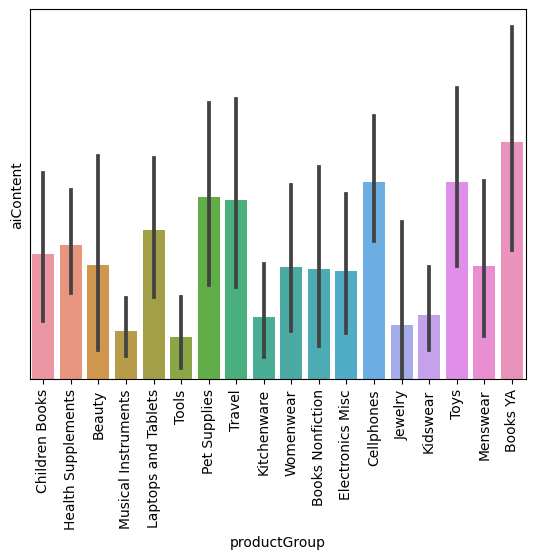 aiContent
Children Books
Health Supplements
Beauty
Musical Instruments
Laptops and Tablets
Tools
Pet Supplies
Travel
Kitchenware
Womenwear
Books Nonfiction
Electronics Misc
Cellphones
Jewelry
Kidswear
Toys
Menswear
Books YA
productGroup